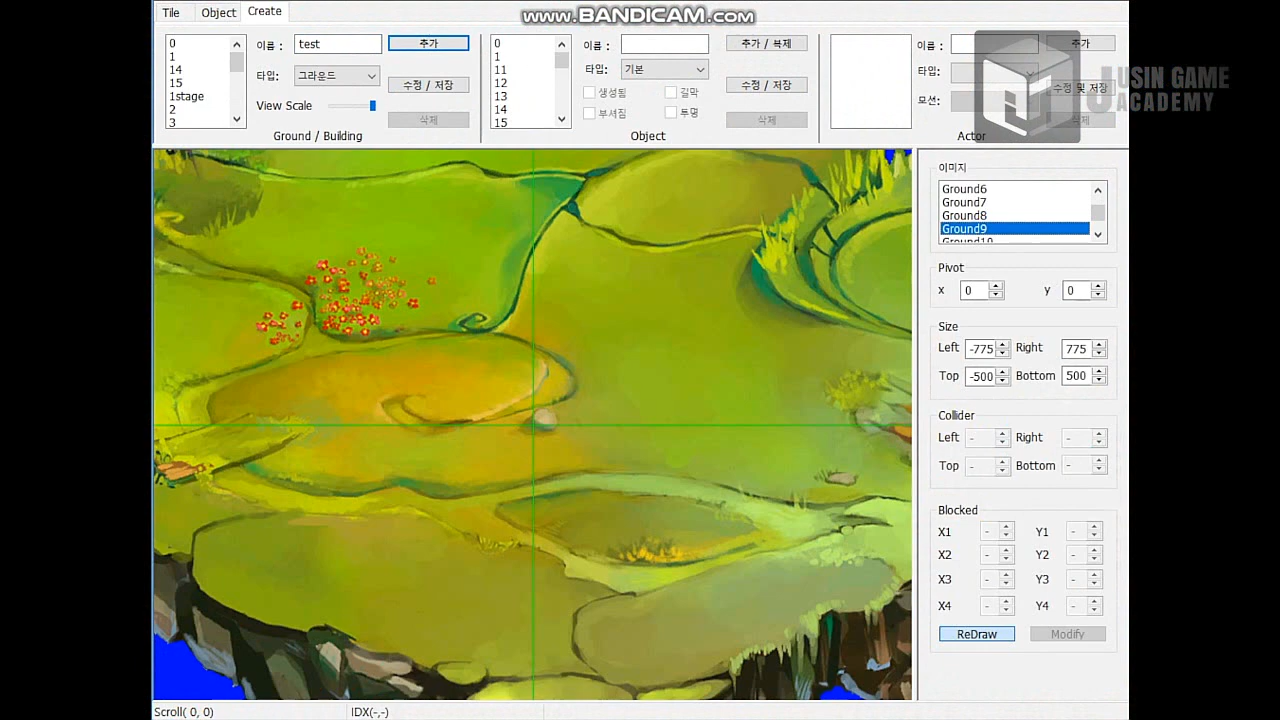 Tile Object Create
www.BANDICAM.com
0
1
14
15
1stage
2
3
이름 : test 추가
타입: 그라운드 수정 / 저장
View Scale 삭제
Ground / Building
0
1
11
12
13
14
15
이름 : 추가 / 복제
타입: 기본 수정 / 저장
생성됨 길막
부셔짐 투명 삭제
Object
이름 : 추가
타입: 수정 및 저장
모션: 삭제
Actor
JUSIN GAME
ACADEMY
이미지
Ground6
Ground7
Ground8
Ground9
Ground10
Pivot
x 0 y 0
Size
Left -775 Right 775
Top -500 Bottom 500
Collider
Left - Right -
Top - Bottom -
Blocked
X1 - Y1 -
X2 - Y2 -
X3 - Y3 -
X4 - Y4 -
ReDraw Modify
Scroll( 0, 0) IDX(-,-)